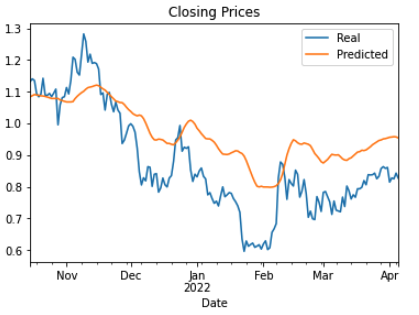 Closing Prices
Real
Predicted
1.3
1.2
1.1
1.0
0.9
0.8
0.7
0.6
Nov Dec Jan Feb Mar Apr
2022
Date